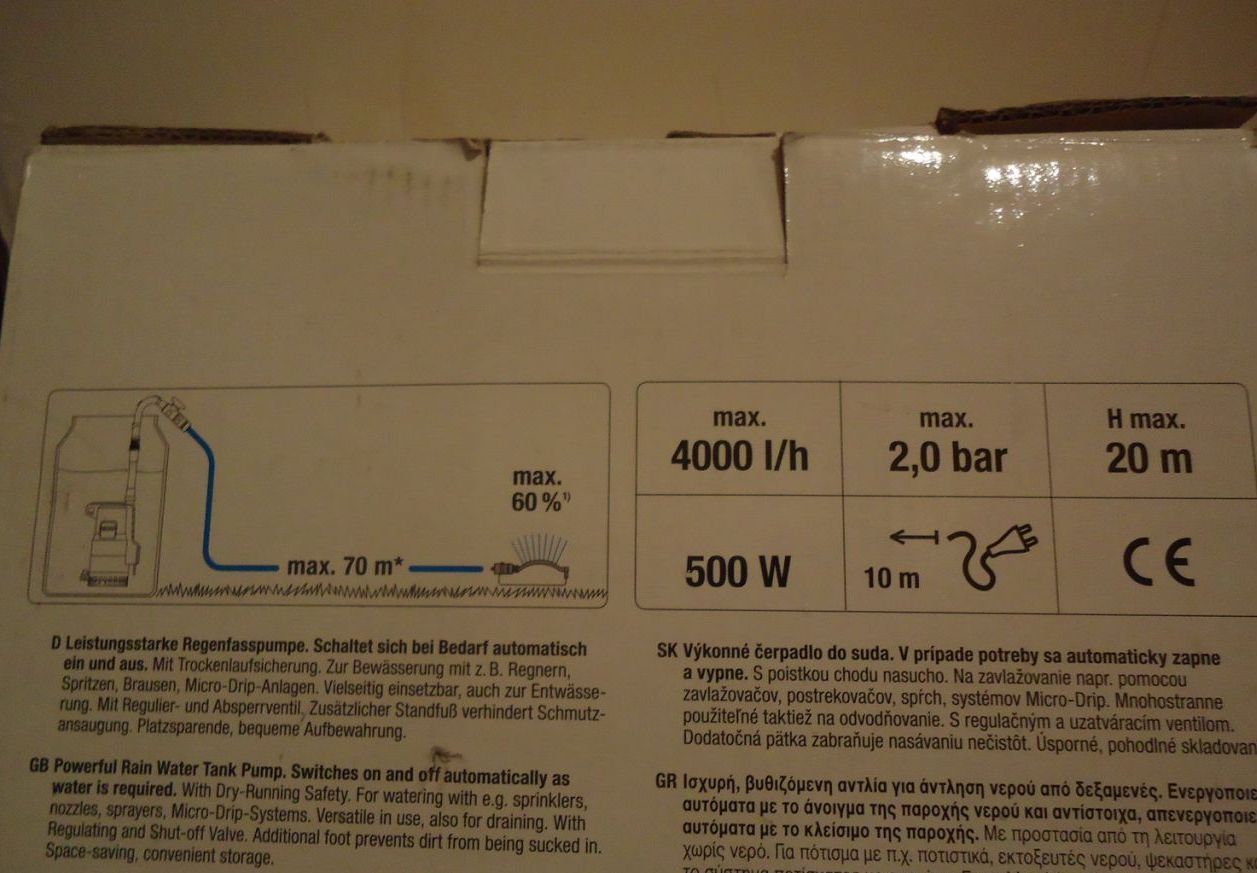 max.
60 %¹⁾
max. 70 m*
max.
4000 l/h
max.
2,0 bar
H max.
20 m
500 W
10 m
CE
D Leistungsstarke Regenfasspumpe. Schaltet sich bei Bedarf automatisch
ein und aus. Mit Trockenlaufsicherung. Zur Bewässerung mit z. B. Regnern,
Spritzen, Brausen, Micro-Drip-Anlagen. Vielseitig einsetzbar, auch zur Entwässe-
rung. Mit Regulier- und Absperrventil. Zusätzlicher Standfuß verhindert Schmutz-
ansaugung. Platzsparende, bequeme Aufbewahrung.
GB Powerful Rain Water Tank Pump. Switches on and off automatically as
water is required. With Dry-Running Safety. For watering with e.g. sprinklers,
nozzles, sprayers, Micro-Drip-Systems. Versatile in use, also for draining. With
Regulating and Shut-off Valve. Additional foot prevents dirt from being sucked in.
Space-saving, convenient storage.
SK Výkonné čerpadlo do suda. V prípade potreby sa automaticky zapne
a vypne. S poistkou chodu nasucho. Na zavlažovanie napr. pomocou
zavlažovačov, postrekovačov, spŕch, systémov Micro-Drip. Mnohostranne
použiteľné taktiež na odvodňovanie. S regulačným a uzatváracím ventilom.
Dodatočná pätka zabraňuje nasávaniu nečistôt. Úsporné, pohodlné skladovan
GR Ισχυρή, βυθιζόμενη αντλία για άντληση νερού από δεξαμενές. Ενεργοποιε
αυτόματα με το άνοιγμα της παροχής νερού και αντίστοιχα, απενεργοποιε
αυτόματα με το κλείσιμο της παροχής. Με προστασία από τη λειτουργία
χωρίς νερό. Για πότισμα με π.χ. ποτιστικά, εκτοξευτές νερού, ψεκαστήρες κ